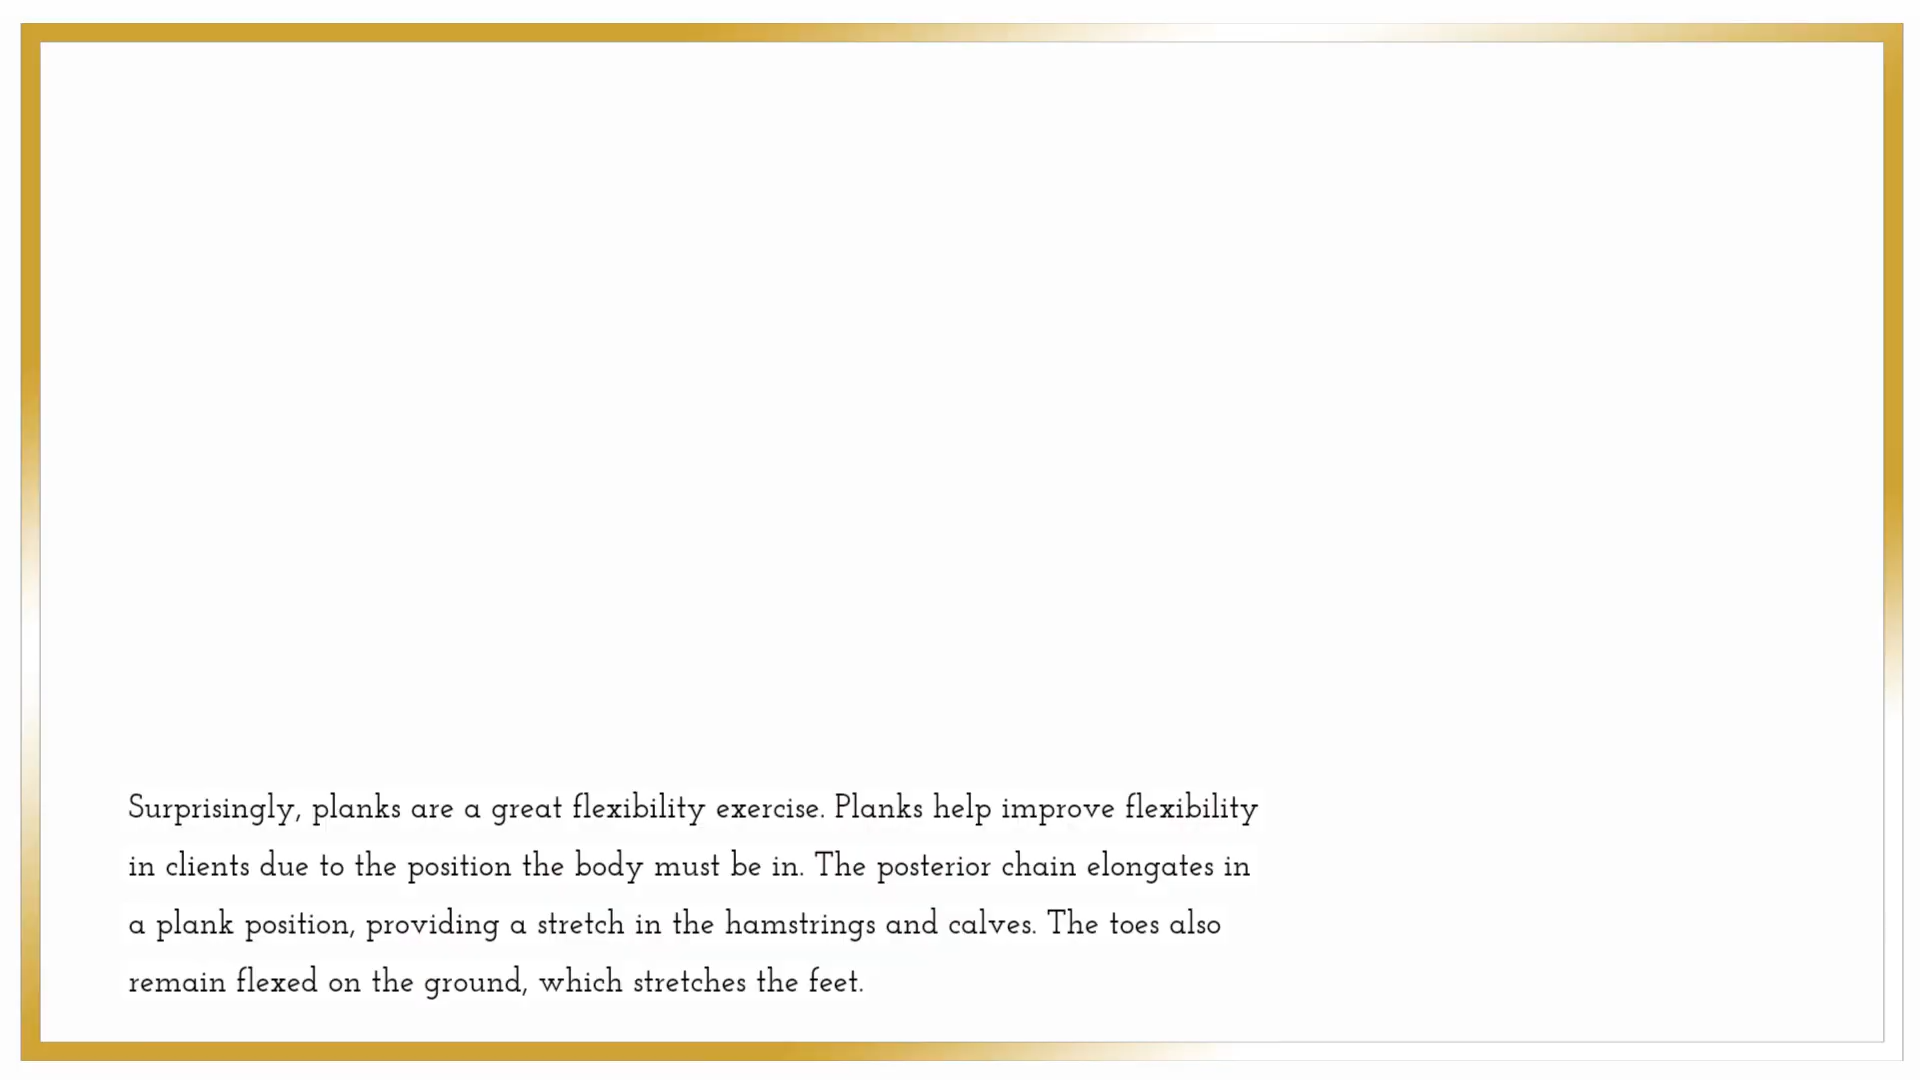 Surprisingly, planks are a great flexibility exercise. Planks help improve flexibility
in clients due to the position the body must be in. The posterior chain elongates in
a plank position, providing a stretch in the hamstrings and calves. The toes also
remain flexed on the ground, which stretches the feet.